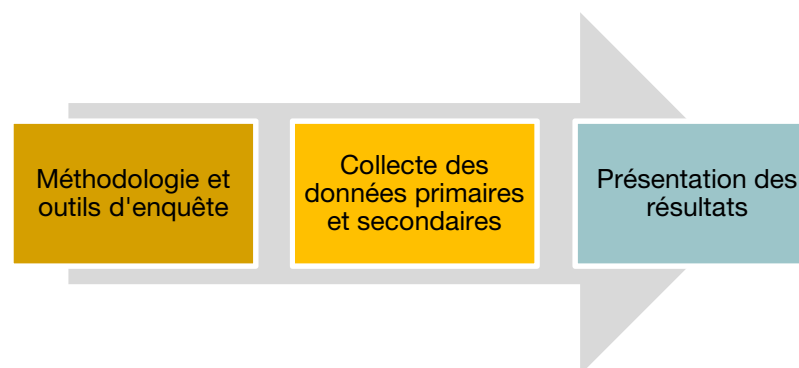 Méthodologie et
outils d'enquête
Collecte des
données primaires
et secondaires
Présentation des
résultats